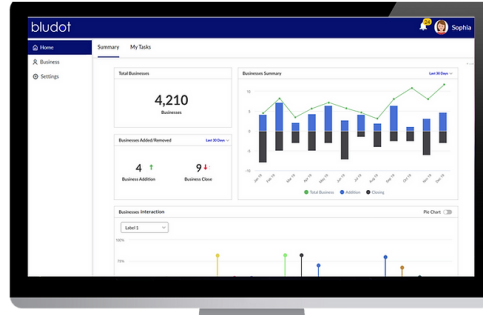 bludot
Sophia
Home
Business
Settings
Summary
My Tasks
Total Businesses
4,210
Businesses
Businesses Added/Removed
Last 30 Days
4
9
Business Addition
Business Close
Businesses Summary
Last 30 Days
Total Business
Addition
Closing
Businesses Interaction
Pie Chart
Label 1
100%
75%